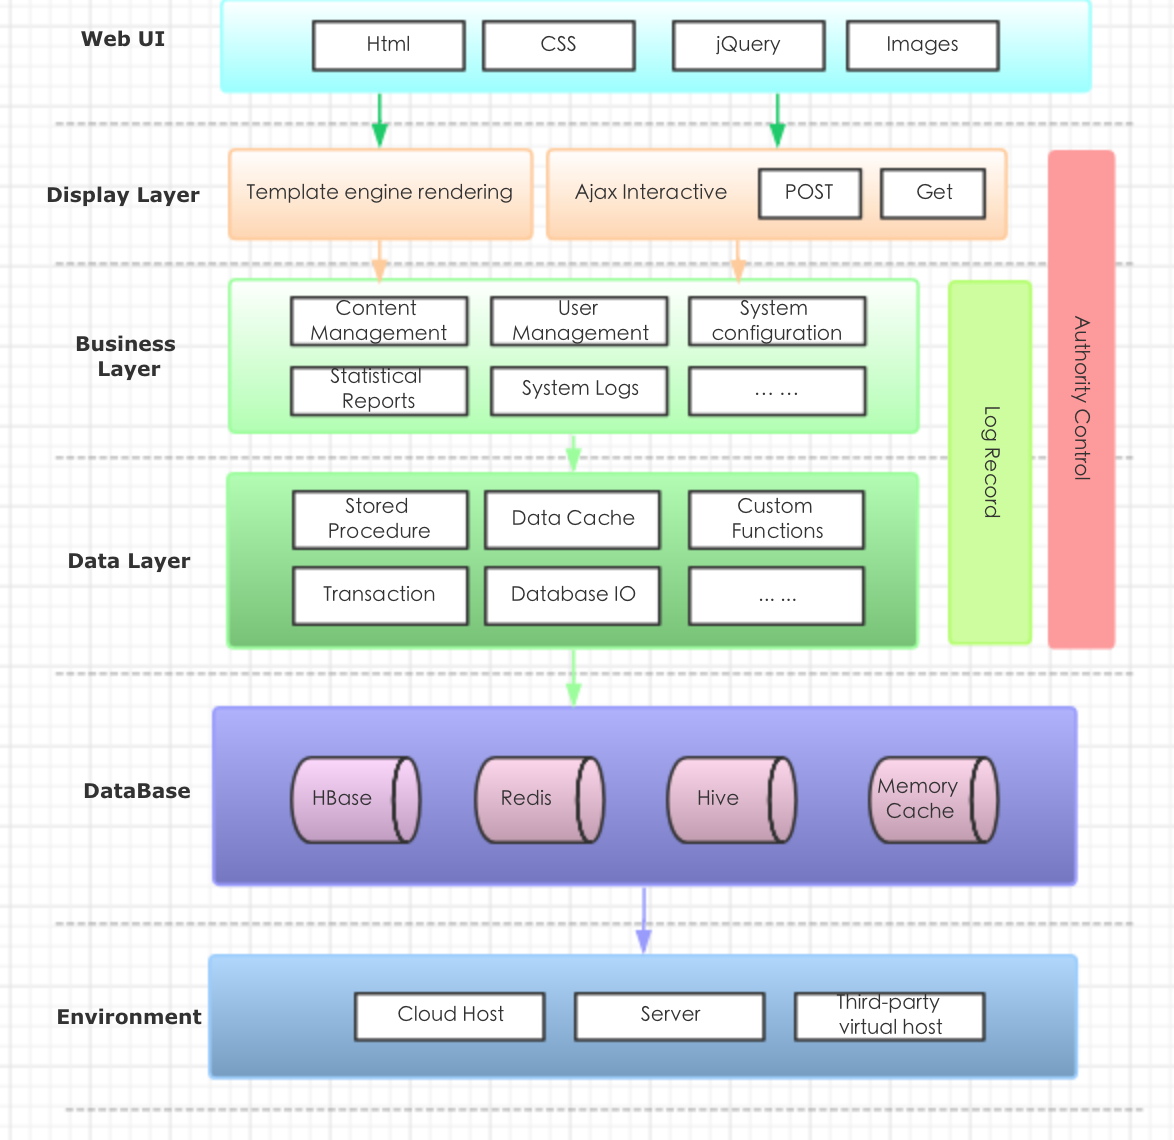 Web UI
Html
CSS
jQuery
Images
Display Layer
Template engine rendering
Ajax Interactive
POST
Get
Authority Control
Business
Layer
Content
Management
User
Management
System
configuration
Statistical
Reports
System Logs
... ...
Log Record
Data Layer
Stored
Procedure
Data Cache
Custom
Functions
Transaction
Database IO
... ...
DataBase
HBase
Redis
Hive
Memory
Cache
Environment
Cloud Host
Server
Third-party
virtual host